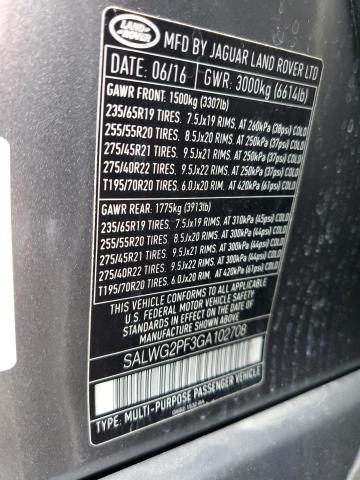 LAND
ROVER
MFD BY JAGUAR LAND ROVER LTD
DATE: 06/16 GWR: 3000kg (6614lb)
GAWR FRONT: 1500kg (3307lb)
235/65R19 TIRES. 7.5Jx19 RIMS, AT 260kPa (38psi) COLD
255/55R20 TIRES. 8.5Jx20 RIMS, AT 250kPa (37psi) COLD
275/45R21 TIRES. 9.5Jx21 RIMS, AT 250kPa (37psi) COLD
275/40R22 TIRES. 9.5Jx22 RIMS, AT 250kPa (37psi) COLD
T195/70R20 TIRES. 6.0Jx20 RIM, AT 420kPa (61psi) COLD
GAWR REAR: 1775kg (3913lb)
235/65R19 TIRES. 7.5Jx19 RIMS, AT 310kPa (45psi) COLD
255/55R20 TIRES. 8.5Jx20 RIMS, AT 300kPa (44psi) COLD
275/45R21 TIRES. 9.5Jx21 RIMS, AT 300kPa (44psi) COLD
275/40R22 TIRES. 9.5Jx22 RIMS, AT 300kPa (44psi) COLD
T195/70R20 TIRES. 6.0Jx20 RIM, AT 420kPa (61psi) COLD
THIS VEHICLE CONFORMS TO ALL APPLICABLE
U.S. FEDERAL MOTOR VEHICLE SAFETY STANDARDS
IN EFFECT ON THE DATE OF MANUFACTURE SHOWN ABOVE.
SALWG2PF3GA102708
TYPE: MULTI-PURPOSE PASSENGER VEHICLE